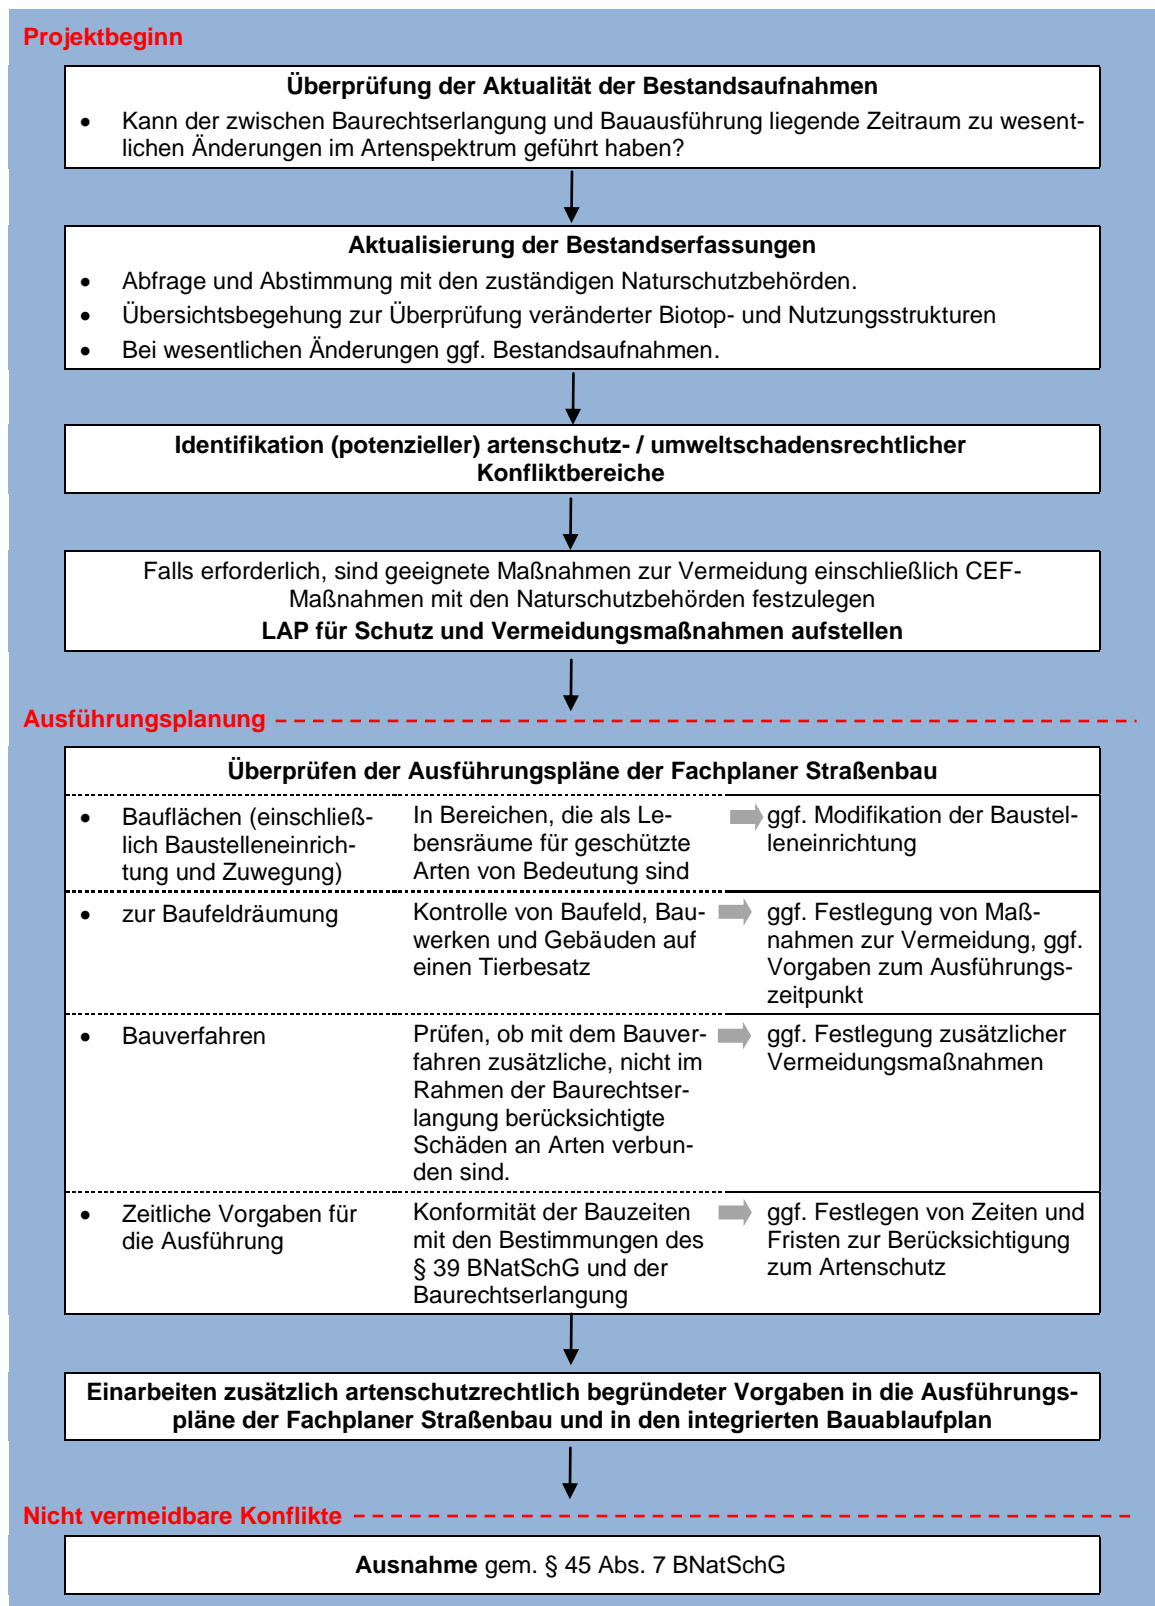 Projektbeginn
Überprüfung der Aktualität der Bestandsaufnahmen
• Kann der zwischen Baurechtserlangung und Bauausführung liegende Zeitraum zu wesent-
lichen Änderungen im Artenspektrum geführt haben?
Aktualisierung der Bestandserfassungen
• Abfrage und Abstimmung mit den zuständigen Naturschutzbehörden.
• Übersichtsbegehung zur Überprüfung veränderter Biotop- und Nutzungsstrukturen
• Bei wesentlichen Änderungen ggf. Bestandsaufnahmen.
Identifikation (potenzieller) artenschutz- / umweltschadensrechtlicher
Konfliktbereiche
Falls erforderlich, sind geeignete Maßnahmen zur Vermeidung einschließlich CEF-
Maßnahmen mit den Naturschutzbehörden festzulegen
LAP für Schutz und Vermeidungsmaßnahmen aufstellen
Ausführungsplanung
Überprüfen der Ausführungspläne der Fachplaner Straßenbau
• Bauflächen (einschließ-
lich Baustelleneinrich-
tung und Zuwegung)
In Bereichen, die als Le-
bensräume für geschützte
Arten von Bedeutung sind
ggf. Modifikation der Baustel-
leneinrichtung
• zur Baufeldräumung
Kontrolle von Baufeld, Bau-
werken und Gebäuden auf
einen Tierbesatz
ggf. Festlegung von Maß-
nahmen zur Vermeidung, ggf.
Vorgaben zum Ausführungs-
zeitpunkt
• Bauverfahren
Prüfen, ob mit dem Bauver-
fahren zusätzliche, nicht im
Rahmen der Baurechtser-
langung berücksichtigte
Schäden an Arten verbun-
den sind.
ggf. Festlegung zusätzlicher
Vermeidungsmaßnahmen
• Zeitliche Vorgaben für
die Ausführung
Konformität der Bauzeiten
mit den Bestimmungen des
§ 39 BNatSchG und der
Baurechtserlangung
ggf. Festlegen von Zeiten und
Fristen zur Berücksichtigung
zum Artenschutz
Einarbeiten zusätzlich artenschutzrechtlich begründeter Vorgaben in die Ausführungs-
pläne der Fachplaner Straßenbau und in den integrierten Bauablaufplan
Nicht vermeidbare Konflikte
Ausnahme gem. § 45 Abs. 7 BNatSchG